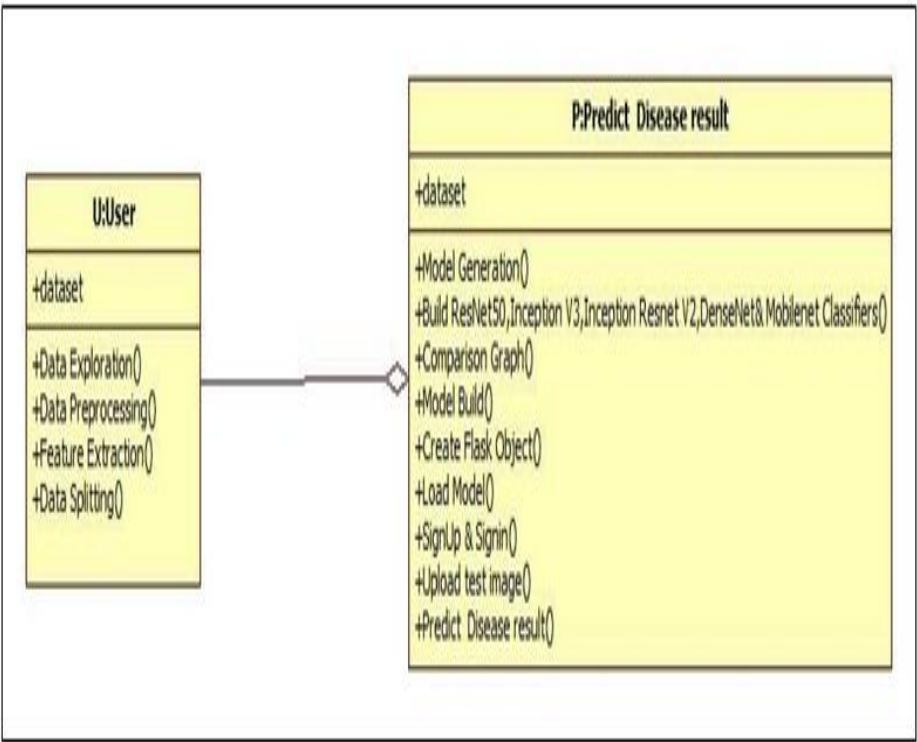 U:User
+dataset
+Data Exploration()
+Data Preprocessing()
+Feature Extraction()
+Data Splitting()
P:Predict Disease result
+dataset
+Model Generation()
+Build ResNet50,Inception V3,Inception Resnet V2,DenseNet& Mobilenet Classifiers()
+Comparison Graph()
+Model Build()
+Create Flask Object()
+Load Model()
+SignUp & Signin()
+Upload test image()
+Predict Disease result()